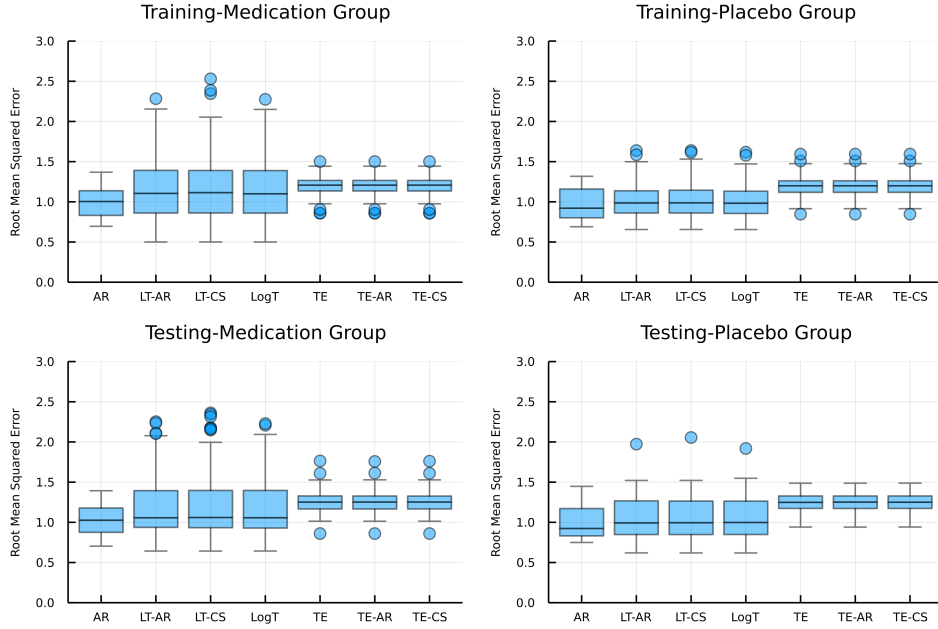 Training-Medication Group
Root Mean Squared Error
3.0
2.5
2.0
1.5
1.0
0.5
0.0
AR LT-AR LT-CS LogT TE TE-AR TE-CS
Training-Placebo Group
Root Mean Squared Error
3.0
2.5
2.0
1.5
1.0
0.5
0.0
AR LT-AR LT-CS LogT TE TE-AR TE-CS
Testing-Medication Group
Root Mean Squared Error
3.0
2.5
2.0
1.5
1.0
0.5
0.0
AR LT-AR LT-CS LogT TE TE-AR TE-CS
Testing-Placebo Group
Root Mean Squared Error
3.0
2.5
2.0
1.5
1.0
0.5
0.0
AR LT-AR LT-CS LogT TE TE-AR TE-CS